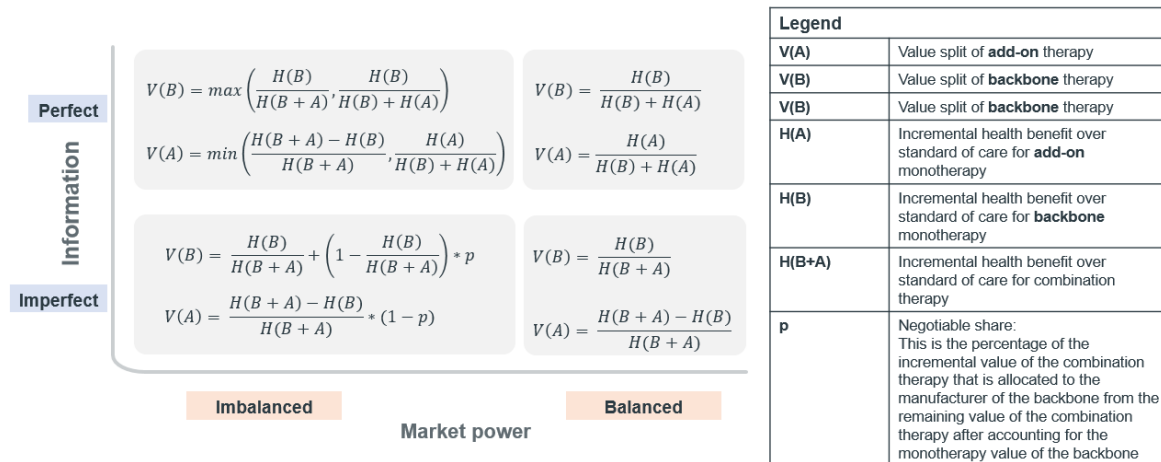 Information
Perfect
V(B) = max(H(B)/H(B + A), H(B)/(H(B) + H(A)))
V(A) = min((H(B + A) − H(B))/H(B + A), H(A)/(H(B) + H(A)))
V(B) = H(B)/(H(B) + H(A))
V(A) = H(A)/(H(B) + H(A))
Imperfect
V(B) = H(B)/H(B + A) + (1 − H(B)/H(B + A)) * p
V(A) = (H(B + A) − H(B))/H(B + A) * (1 − p)
V(B) = H(B)/H(B + A)
V(A) = (H(B + A) − H(B))/H(B + A)
Imbalanced
Balanced
Market power
Legend
V(A) Value split of add-on therapy
V(B) Value split of backbone therapy
V(B) Value split of backbone therapy
H(A) Incremental health benefit over
standard of care for add-on
monotherapy
H(B) Incremental health benefit over
standard of care for backbone
monotherapy
H(B+A) Incremental health benefit over
standard of care for combination
therapy
p Negotiable share:
This is the percentage of the
incremental value of the combination
therapy that is allocated to the
manufacturer of the backbone from the
remaining value of the combination
therapy after accounting for the
monotherapy value of the backbone